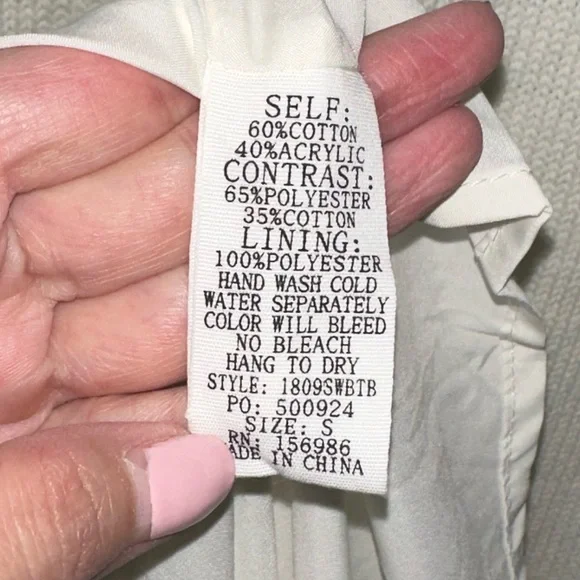 SELF:
60%COTTON
40%ACRYLIC
CONTRAST:
65%POLYESTER
35%COTTON
LINING:
100%POLYESTER
HAND WASH COLD
WATER SEPARATELY
COLOR WILL BLEED
NO BLEACH
HANG TO DRY
STYLE: 1809SWBTB
PO: 500924
SIZE: S
RN: 156986
ADE IN CHINA